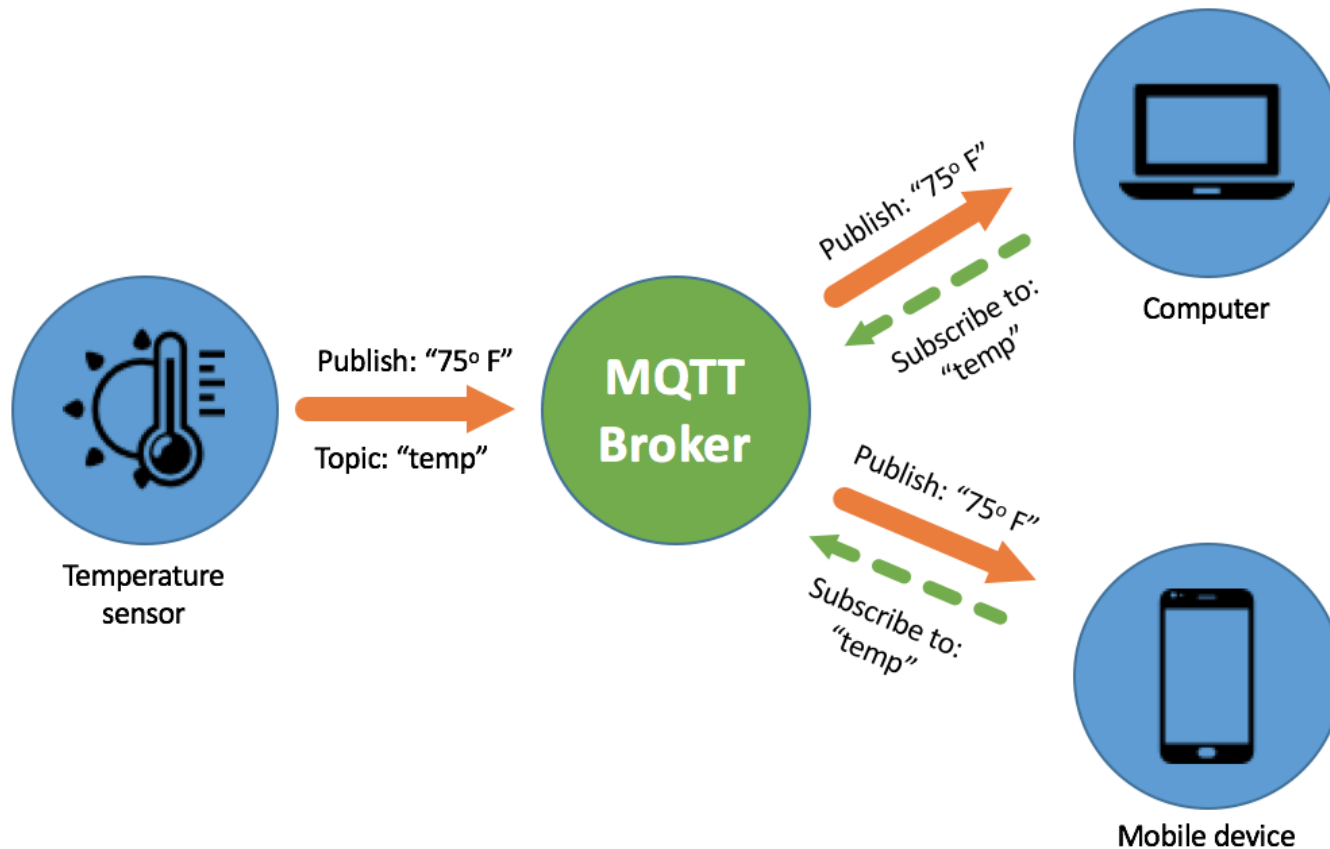 Publish: “75º F”
Topic: “temp”
Temperature
sensor
MQTT
Broker
Publish: “75º F”
Subscribe to:
“temp”
Computer
Publish: “75º F”
Subscribe to:
“temp”
Mobile device